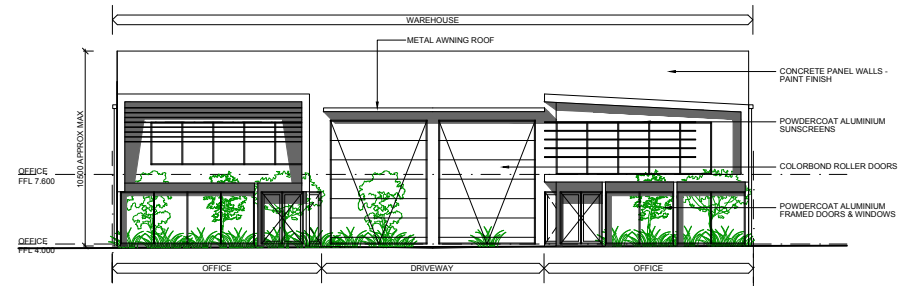 WAREHOUSE
METAL AWNING ROOF
CONCRETE PANEL WALLS -
PAINT FINISH
10500 APPROX MAX
POWDERCOAT ALUMINIUM
SUNSCREENS
COLORBOND ROLLER DOORS
OFFICE
FFL 7.600
POWDERCOAT ALUMINIUM
FRAMED DOORS & WINDOWS
OFFICE
FFL 4.000
OFFICE
DRIVEWAY
OFFICE